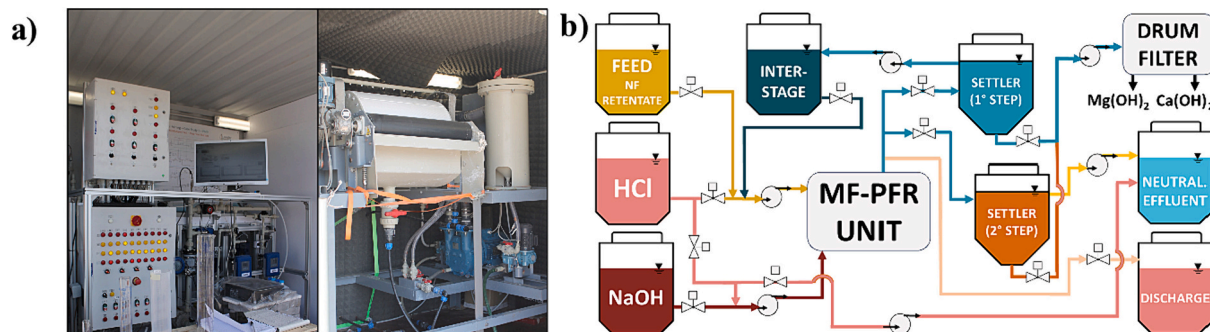 a)
b)
FEED
NF
RETENTATE
INTER-
STAGE
SETTLER
(1° STEP)
DRUM
FILTER
Mg(OH)₂ Ca(OH)₂
HCl
MF-PFR
UNIT
SETTLER
(2° STEP)
NEUTRAL.
EFFLUENT
NaOH
DISCHARGE